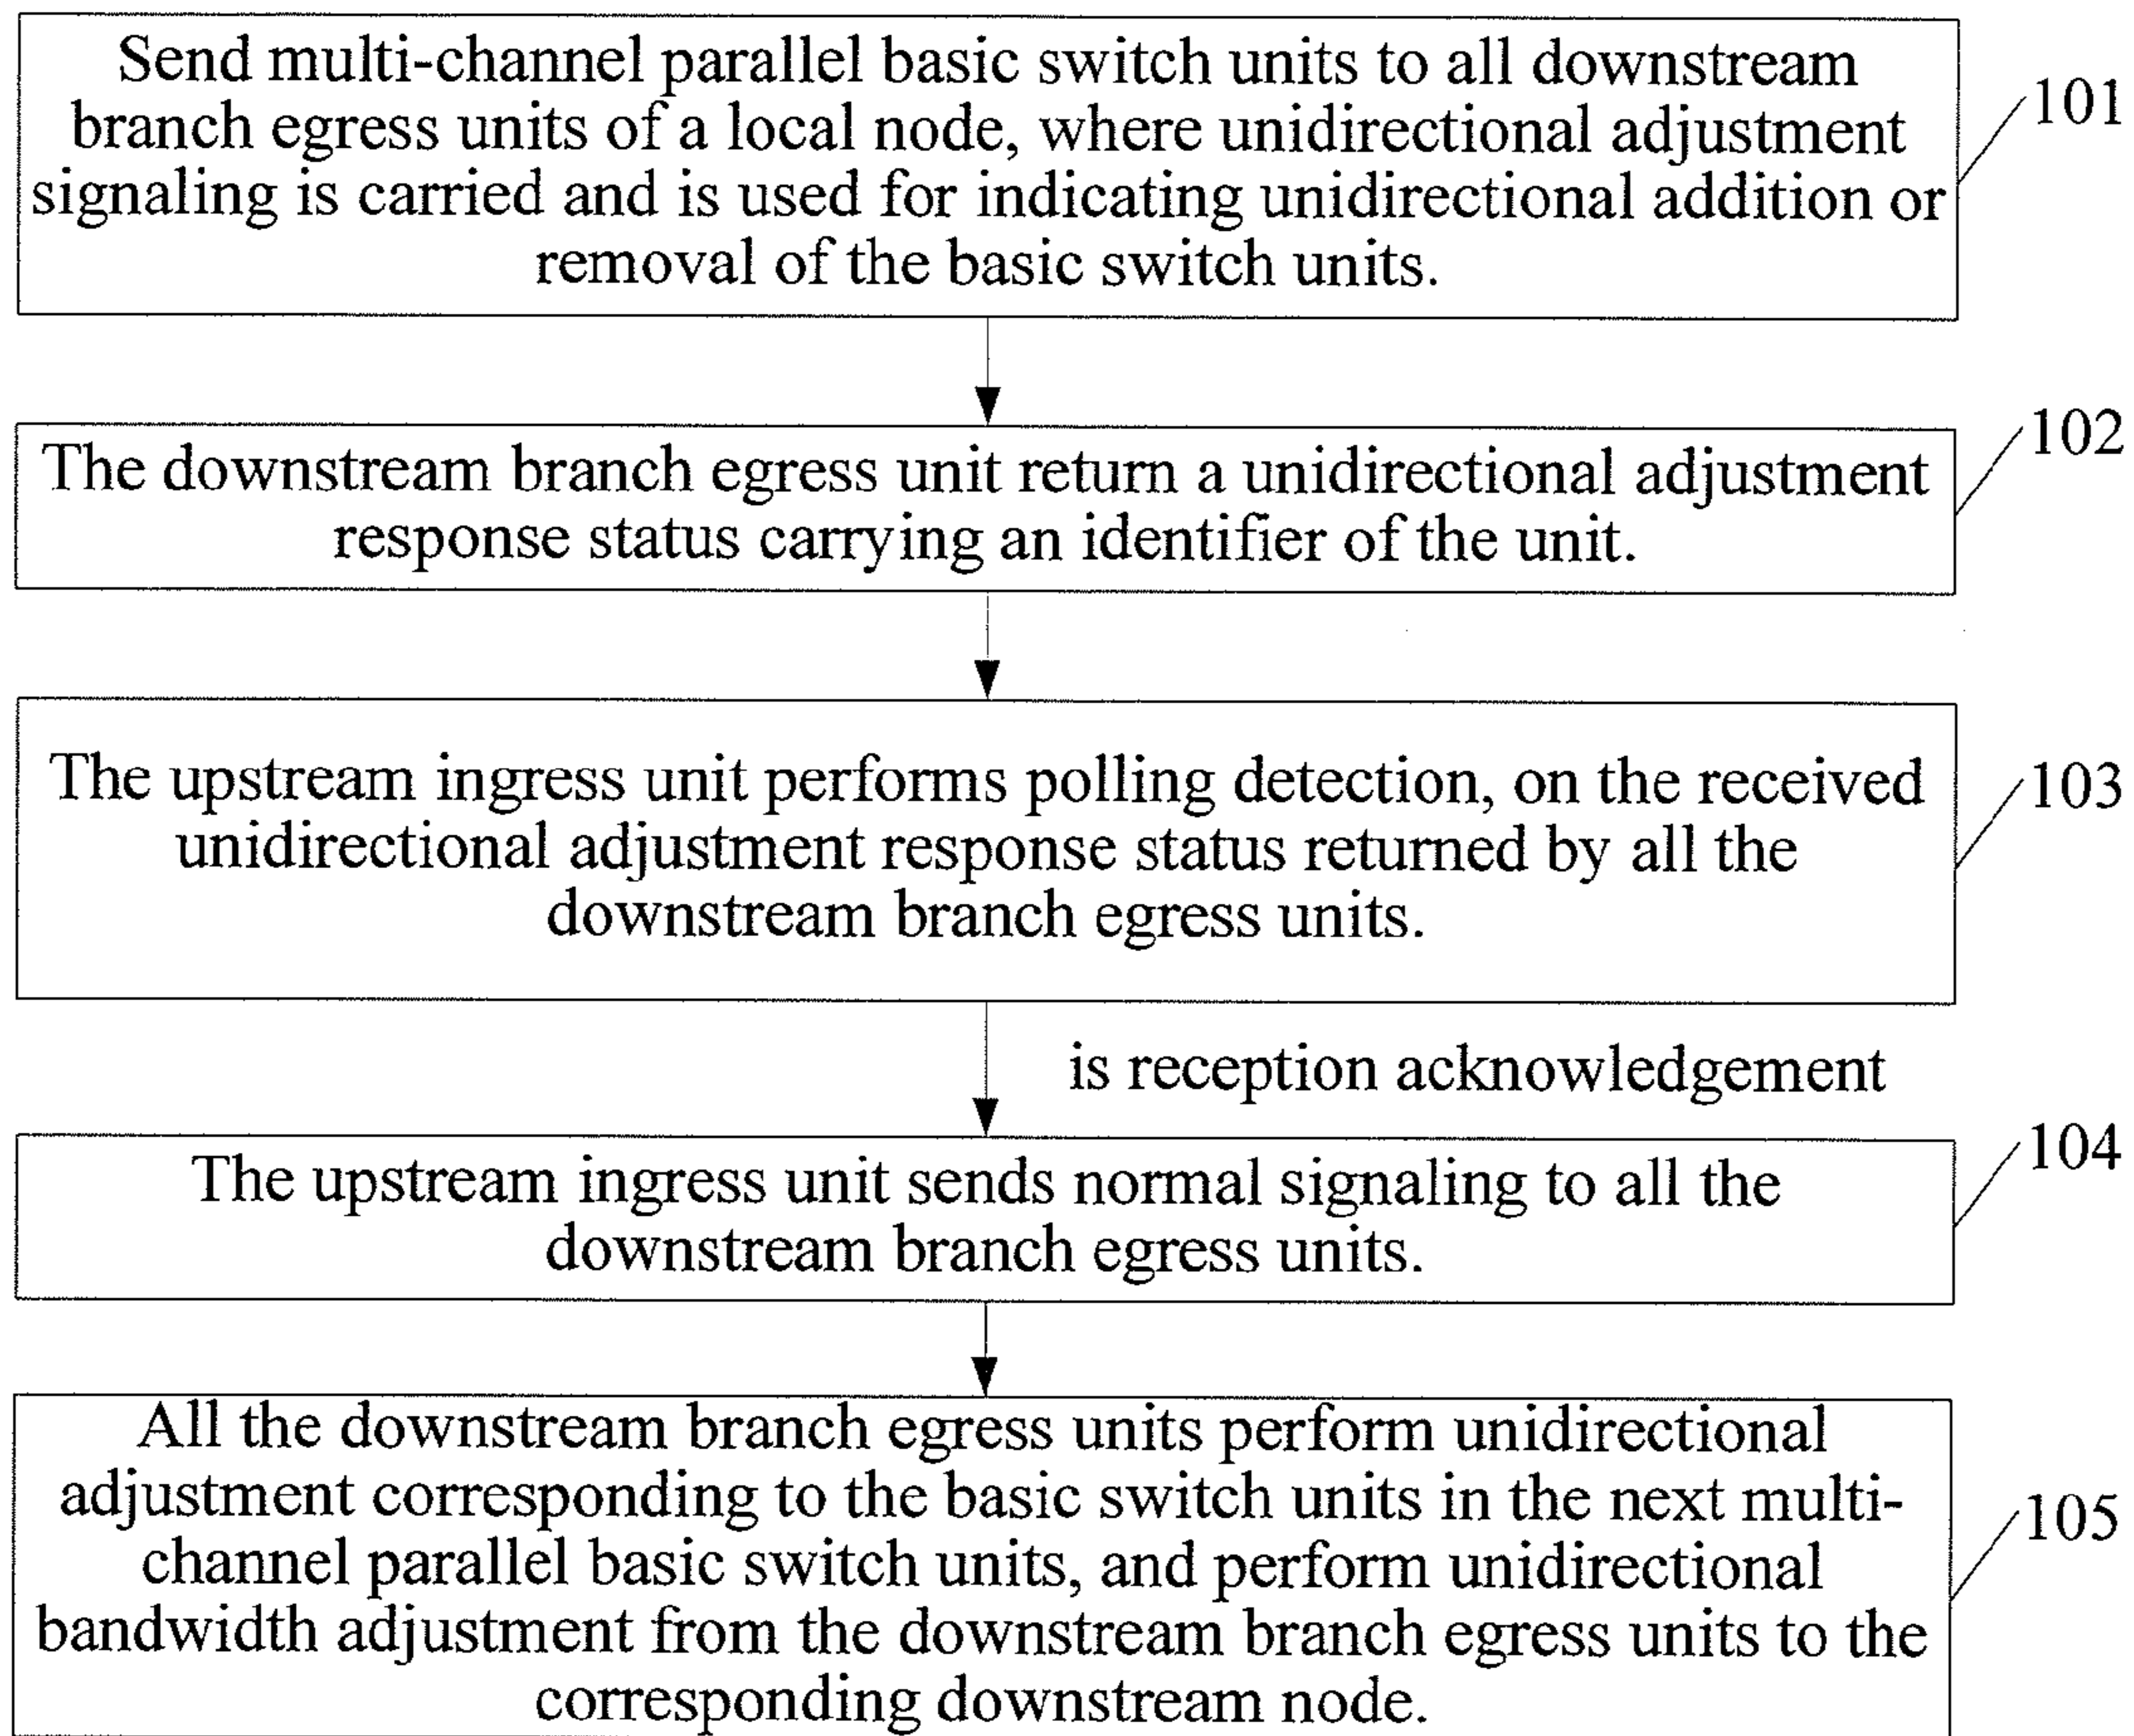 Send multi-channel parallel basic switch units to all downstream
branch egress units of a local node, where unidirectional adjustment
signaling is carried and is used for indicating unidirectional addition or
removal of the basic switch units.
101
The downstream branch egress unit return a unidirectional adjustment
response status carrying an identifier of the unit.
102
The upstream ingress unit performs polling detection, on the received
unidirectional adjustment response status returned by all the
downstream branch egress units.
103
is reception acknowledgement
The upstream ingress unit sends normal signaling to all the
downstream branch egress units.
104
All the downstream branch egress units perform unidirectional
adjustment corresponding to the basic switch units in the next multi-
channel parallel basic switch units, and perform unidirectional
bandwidth adjustment from the downstream branch egress units to the
corresponding downstream node.
105